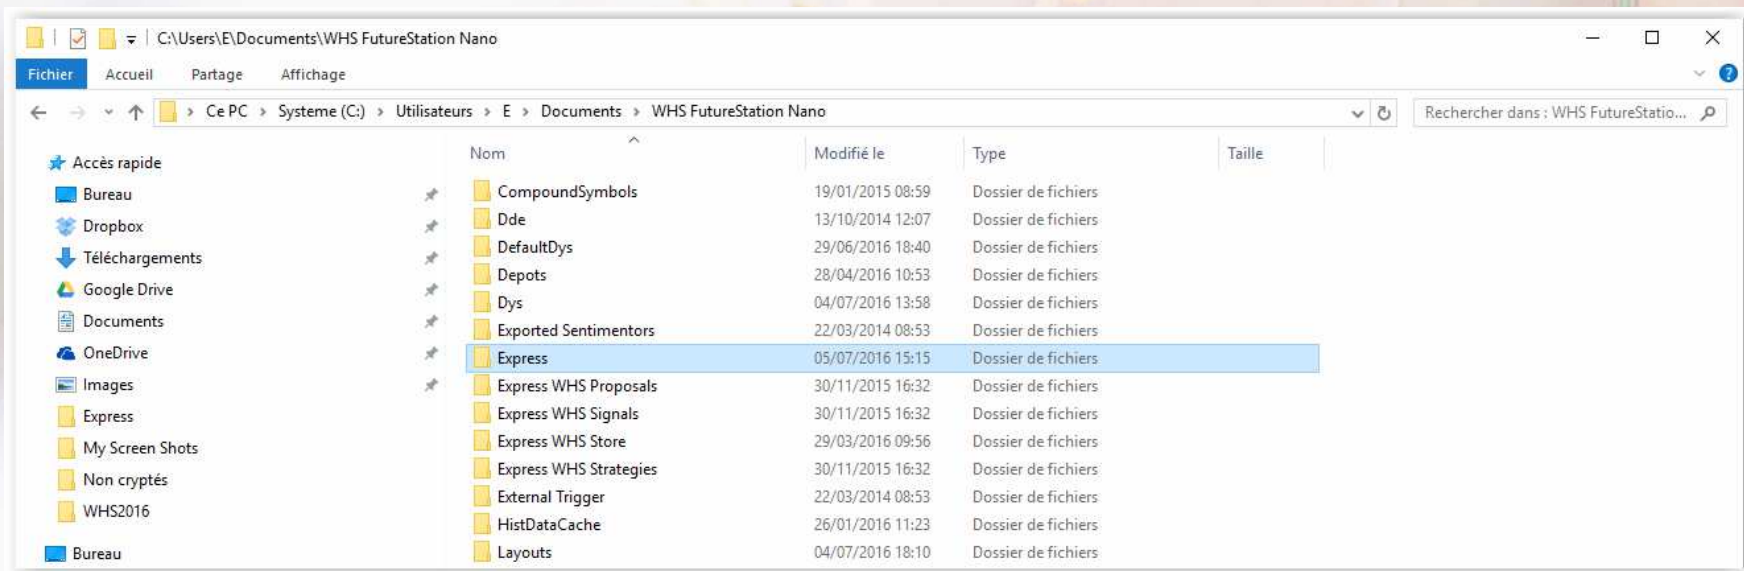 C:\Users\E\Documents\WHS FutureStation Nano
Fichier Accueil Partage Affichage
Ce PC Systeme (C:) Utilisateurs E Documents WHS FutureStation Nano Rechercher dans : WHS FutureStatio...
Nom Modifié le Type Taille
Accès rapide
Bureau
Dropbox
Téléchargements
Google Drive
Documents
OneDrive
Images
Express
My Screen Shots
Non cryptés
WHS2016
Bureau
CompoundSymbols 19/01/2015 08:59 Dossier de fichiers
Dde 13/10/2014 12:07 Dossier de fichiers
DefaultDys 29/06/2016 18:40 Dossier de fichiers
Depots 28/04/2016 10:53 Dossier de fichiers
Dys 04/07/2016 13:58 Dossier de fichiers
Exported Sentimentors 22/03/2014 08:53 Dossier de fichiers
Express 05/07/2016 15:15 Dossier de fichiers
Express WHS Proposals 30/11/2015 16:32 Dossier de fichiers
Express WHS Signals 30/11/2015 16:32 Dossier de fichiers
Express WHS Store 29/03/2016 09:56 Dossier de fichiers
Express WHS Strategies 30/11/2015 16:32 Dossier de fichiers
External Trigger 22/03/2014 08:53 Dossier de fichiers
HistDataCache 26/01/2016 11:23 Dossier de fichiers
Layouts 04/07/2016 18:10 Dossier de fichiers